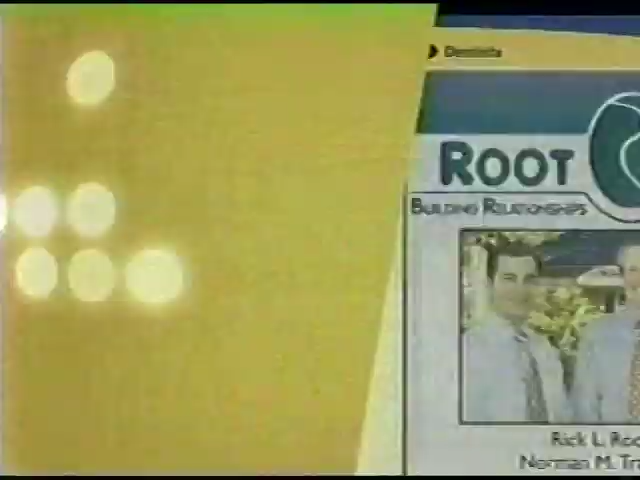 Dentists
ROOT
BUILDING RELATIONSHIPS
Rick L. Roo
Norman M. Tra